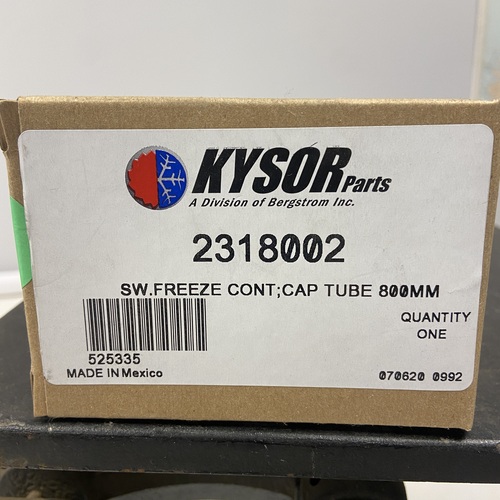 KYSOR Parts
A Division of Bergstrom Inc.
2318002
SW.FREEZE CONT;CAP TUBE 800MM
QUANTITY
ONE
525335
MADE IN Mexico
070620 0992